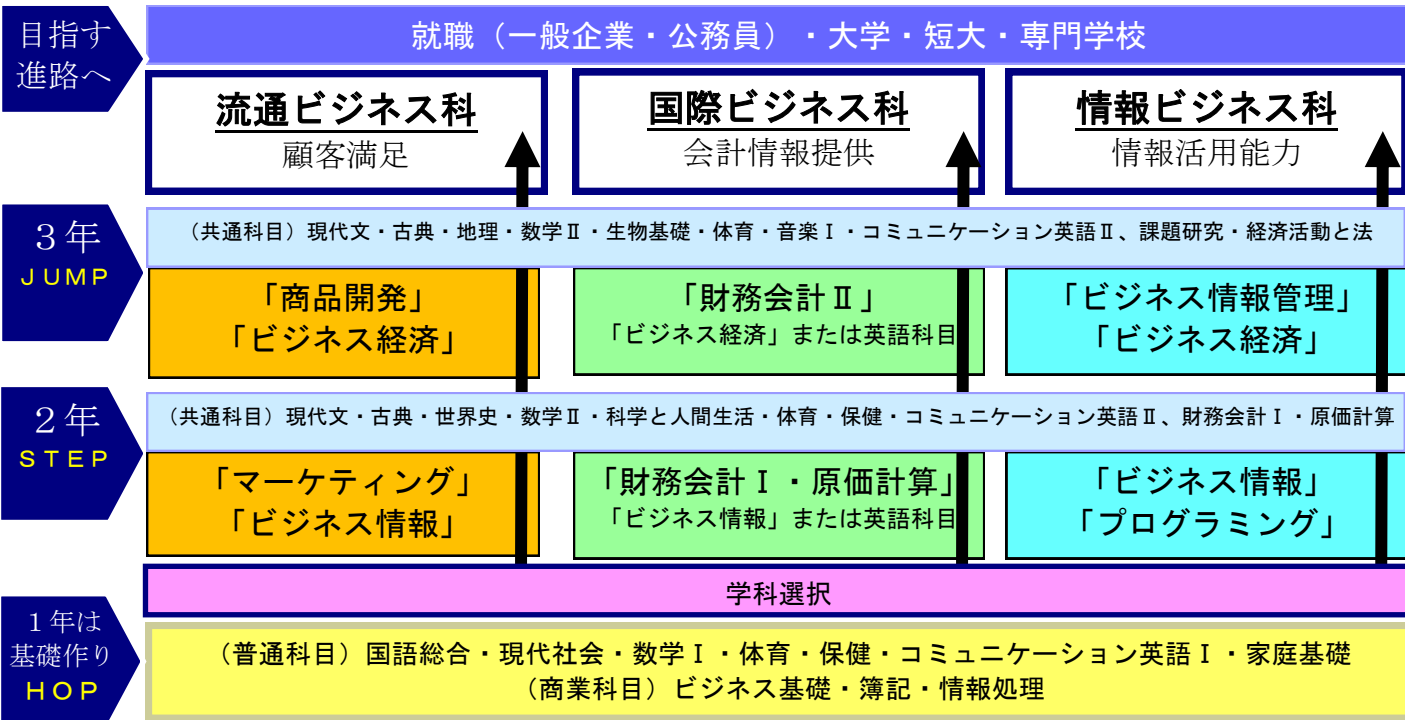 目指す
進路へ
就職（一般企業・公務員）・大学・短大・専門学校
流通ビジネス科
顧客満足
国際ビジネス科
会計情報提供
情報ビジネス科
情報活用能力
３年
ＪＵＭＰ
（共通科目）現代文・古典・地理・数学Ⅱ・生物基礎・体育・音楽Ⅰ・コミュニケーション英語Ⅱ、課題研究・経済活動と法
「商品開発」
「ビジネス経済」
「財務会計Ⅱ」
「ビジネス経済」または英語科目
「ビジネス情報管理」
「ビジネス経済」
２年
ＳＴＥＰ
（共通科目）現代文・古典・世界史・数学Ⅱ・科学と人間生活・体育・保健・コミュニケーション英語Ⅱ、財務会計Ⅰ・原価計算
「マーケティング」
「ビジネス情報」
「財務会計Ⅰ・原価計算」
「ビジネス情報」または英語科目
「ビジネス情報」
「プログラミング」
学科選択
１年は
基礎作り
ＨＯＰ
（普通科目）国語総合・現代社会・数学Ⅰ・体育・保健・コミュニケーション英語Ⅰ・家庭基礎
（商業科目）ビジネス基礎・簿記・情報処理